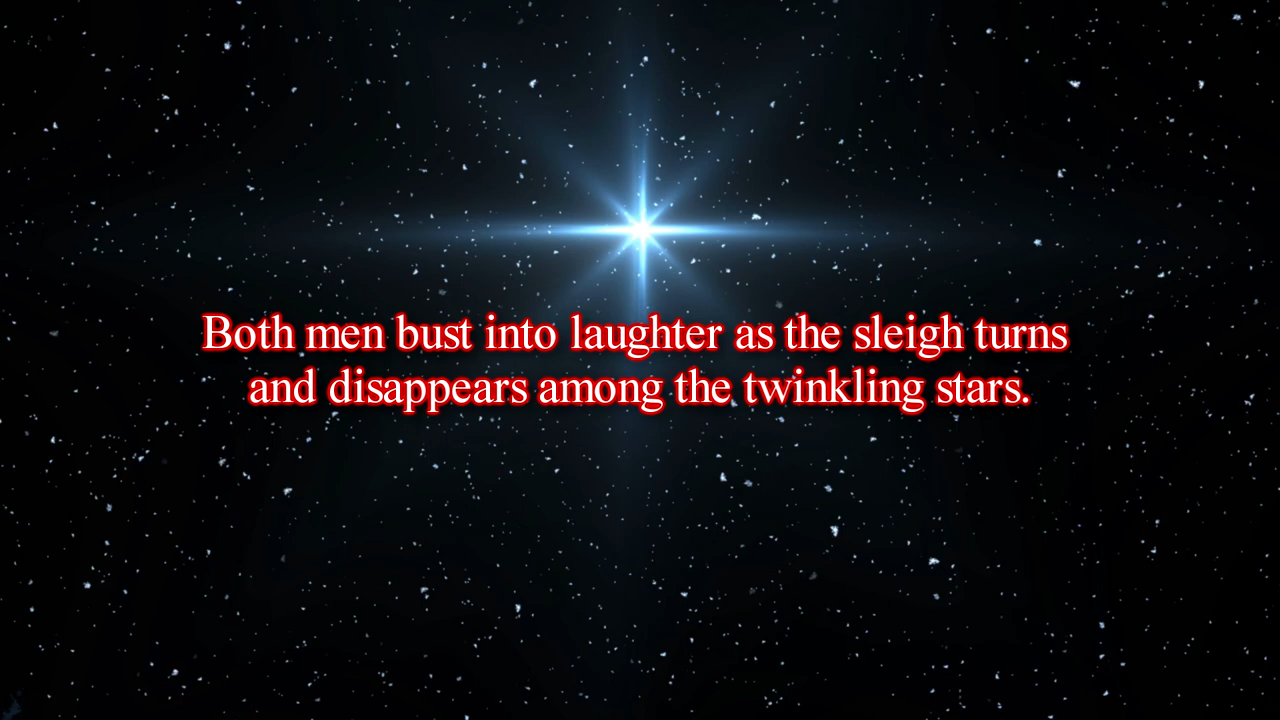 Both men bust into laughter as the sleigh turns
and disappears among the twinkling stars.